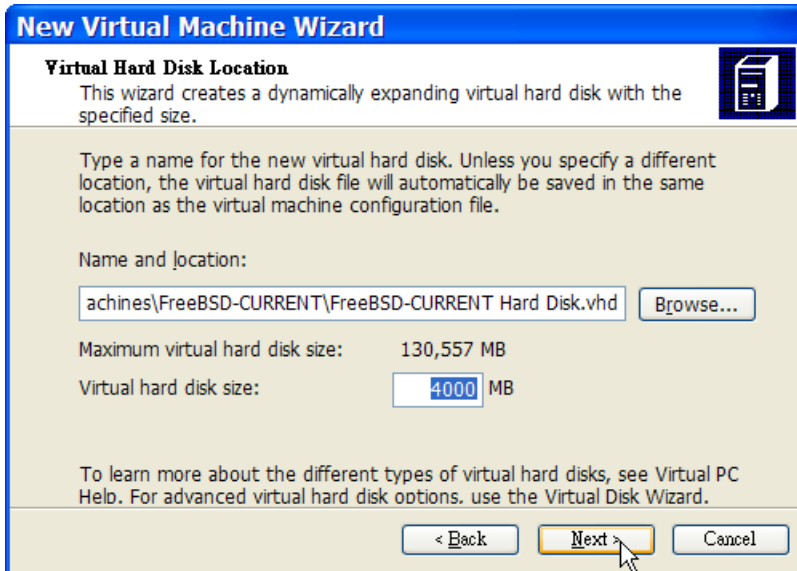 New Virtual Machine Wizard
Virtual Hard Disk Location
This wizard creates a dynamically expanding virtual hard disk with the
specified size.
Type a name for the new virtual hard disk. Unless you specify a different
location, the virtual hard disk file will automatically be saved in the same
location as the virtual machine configuration file.
Name and location:
achines\FreeBSD-CURRENT\FreeBSD-CURRENT Hard Disk.vhd Browse...
Maximum virtual hard disk size: 130,557 MB
Virtual hard disk size: 4000 MB
To learn more about the different types of virtual hard disks, see Virtual PC
Help. For advanced virtual hard disk options, use the Virtual Disk Wizard.
< Back Next > Cancel